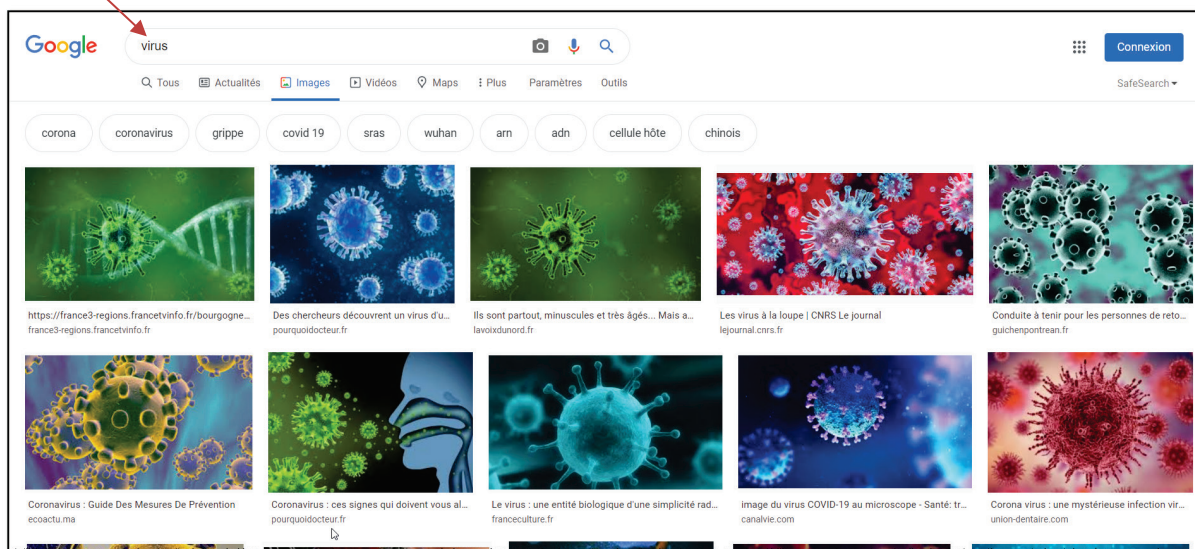 Google virus Connexion
Tous Actualités Images Vidéos Maps Plus Paramètres Outils SafeSearch
corona coronavirus grippe covid 19 sras wuhan arn adn cellule hôte chinois
https://france3-regions.francetvinfo.fr/bourgogne... Des chercheurs découvrent un virus d'u... Ils sont partout, minuscules et très âgés... Mais a... Les virus à la loupe | CNRS Le journal Conduite à tenir pour les personnes de reto...
france3-regions.francetvinfo.fr pourquoidocteur.fr lavoixdunord.fr lejournal.cnrs.fr guichenpontrean.fr
Coronavirus : Guide Des Mesures De Prévention Coronavirus : ces signes qui doivent vous al... Le virus : une entité biologique d'une simplicité rad... image du virus COVID-19 au microscope - Santé: tr... Corona virus : une mystérieuse infection vir...
ecoactu.ma pourquoidocteur.fr franceculture.fr canalvie.com union-dentaire.com